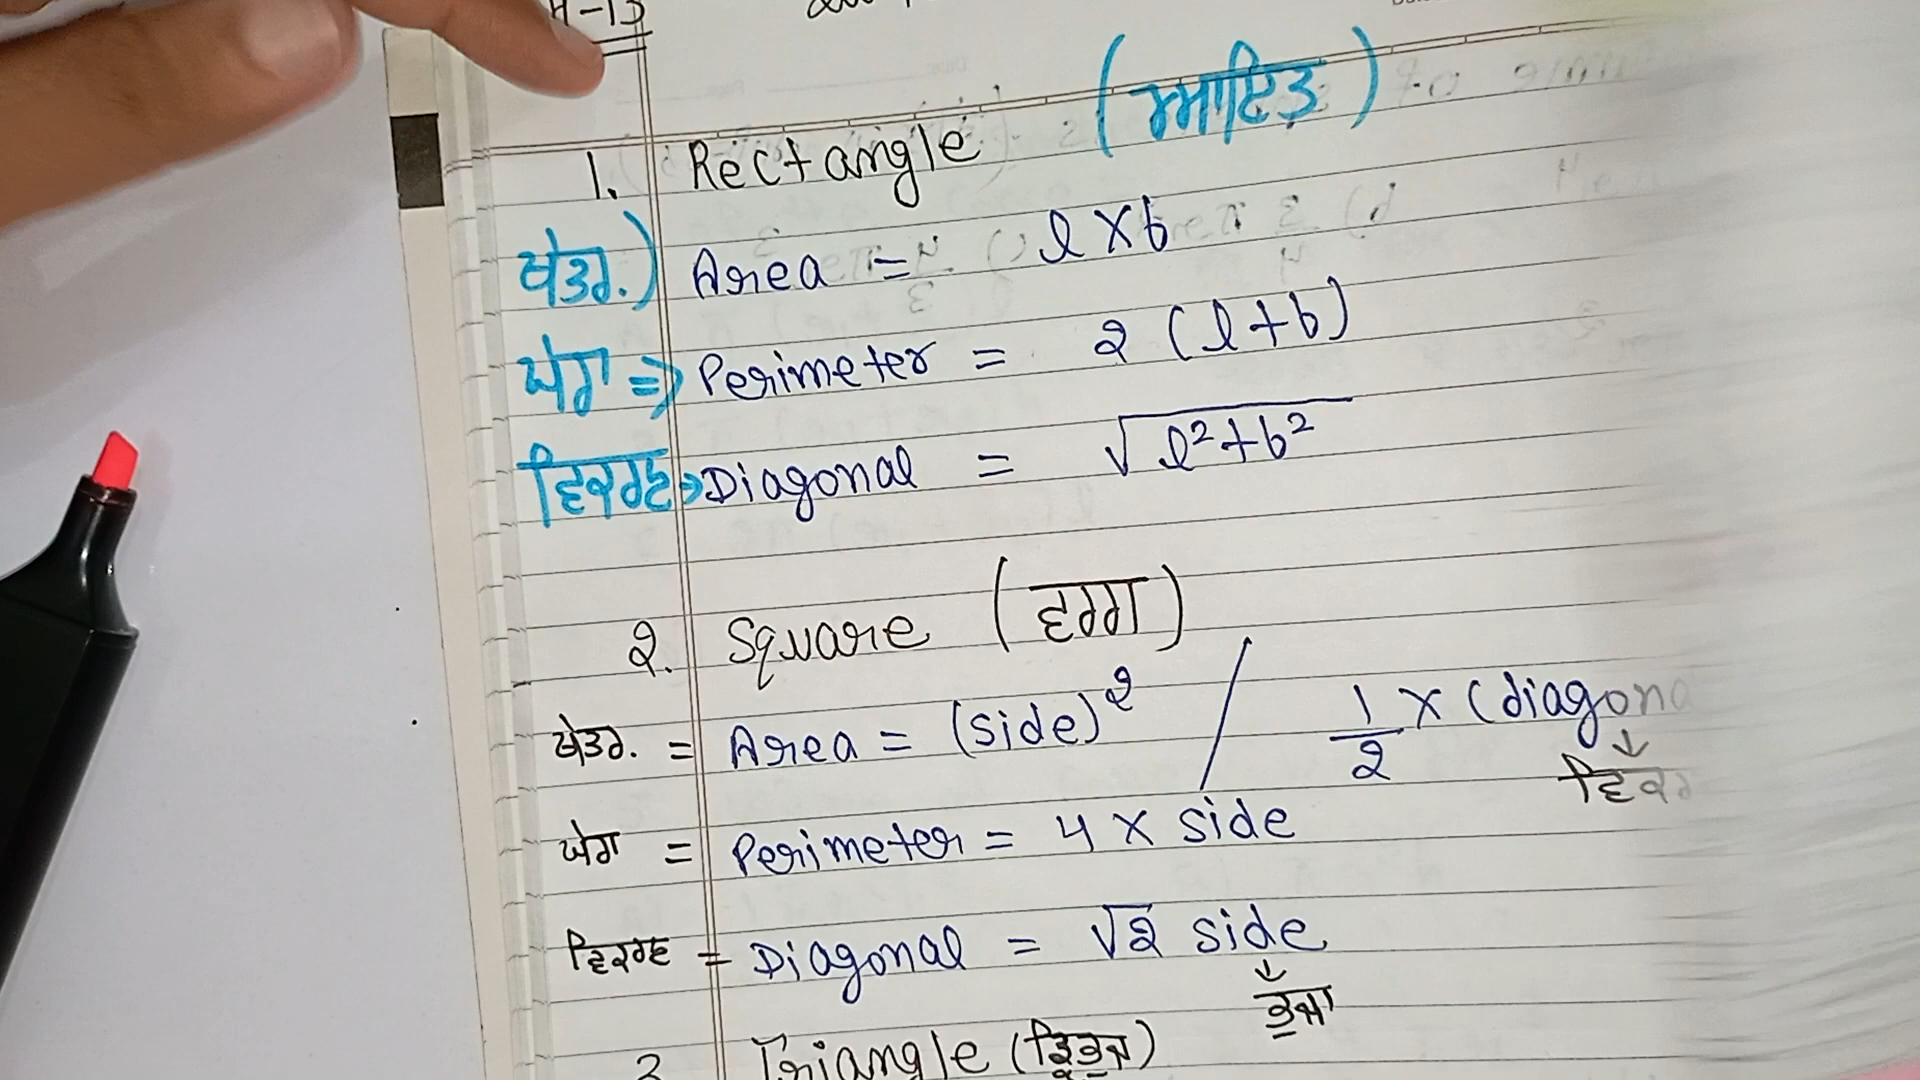 1. Rectangle (ਆਇਤ)
ਖੇਤਰ.) Area = l x b
ਘੇਰਾ => Perimeter = 2 (l+b)
ਵਿਕਰਣ → Diagonal = √l²+b²
2. Square (ਵਰਗ)
ਖੇਤਰ. = Area = (side)² / 1/2 x (diagona
↓
ਘੇਰਾ = Perimeter = 4 x side
ਵਿਕਰਣ = Diagonal = √2 side
↓
ਭੁਜਾ
Triangle (ਤ੍ਰਿਭੁਜ)